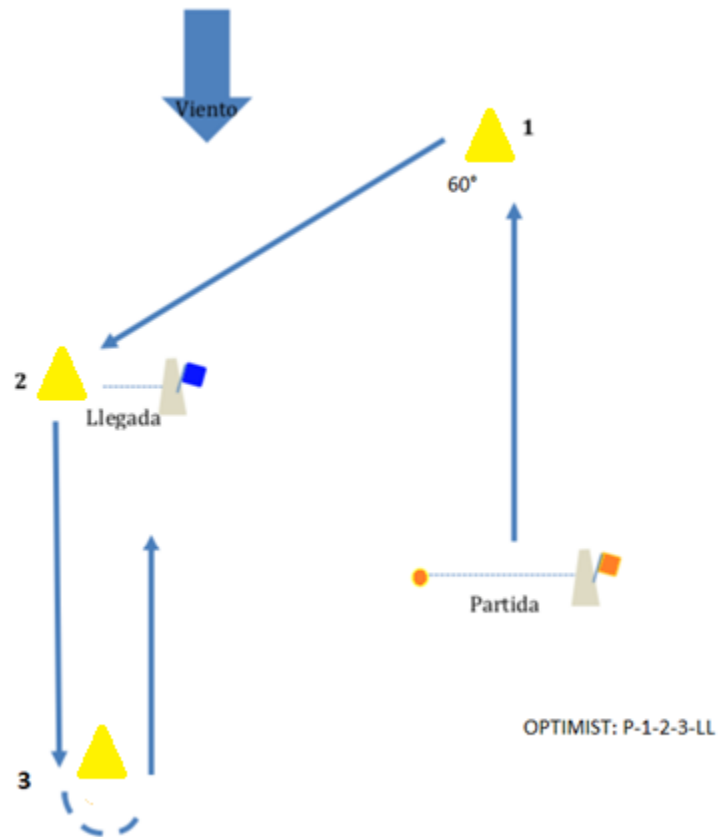 Viento
1
60°
2
Llegada
Partida
OPTIMIST: P-1-2-3-LL
3